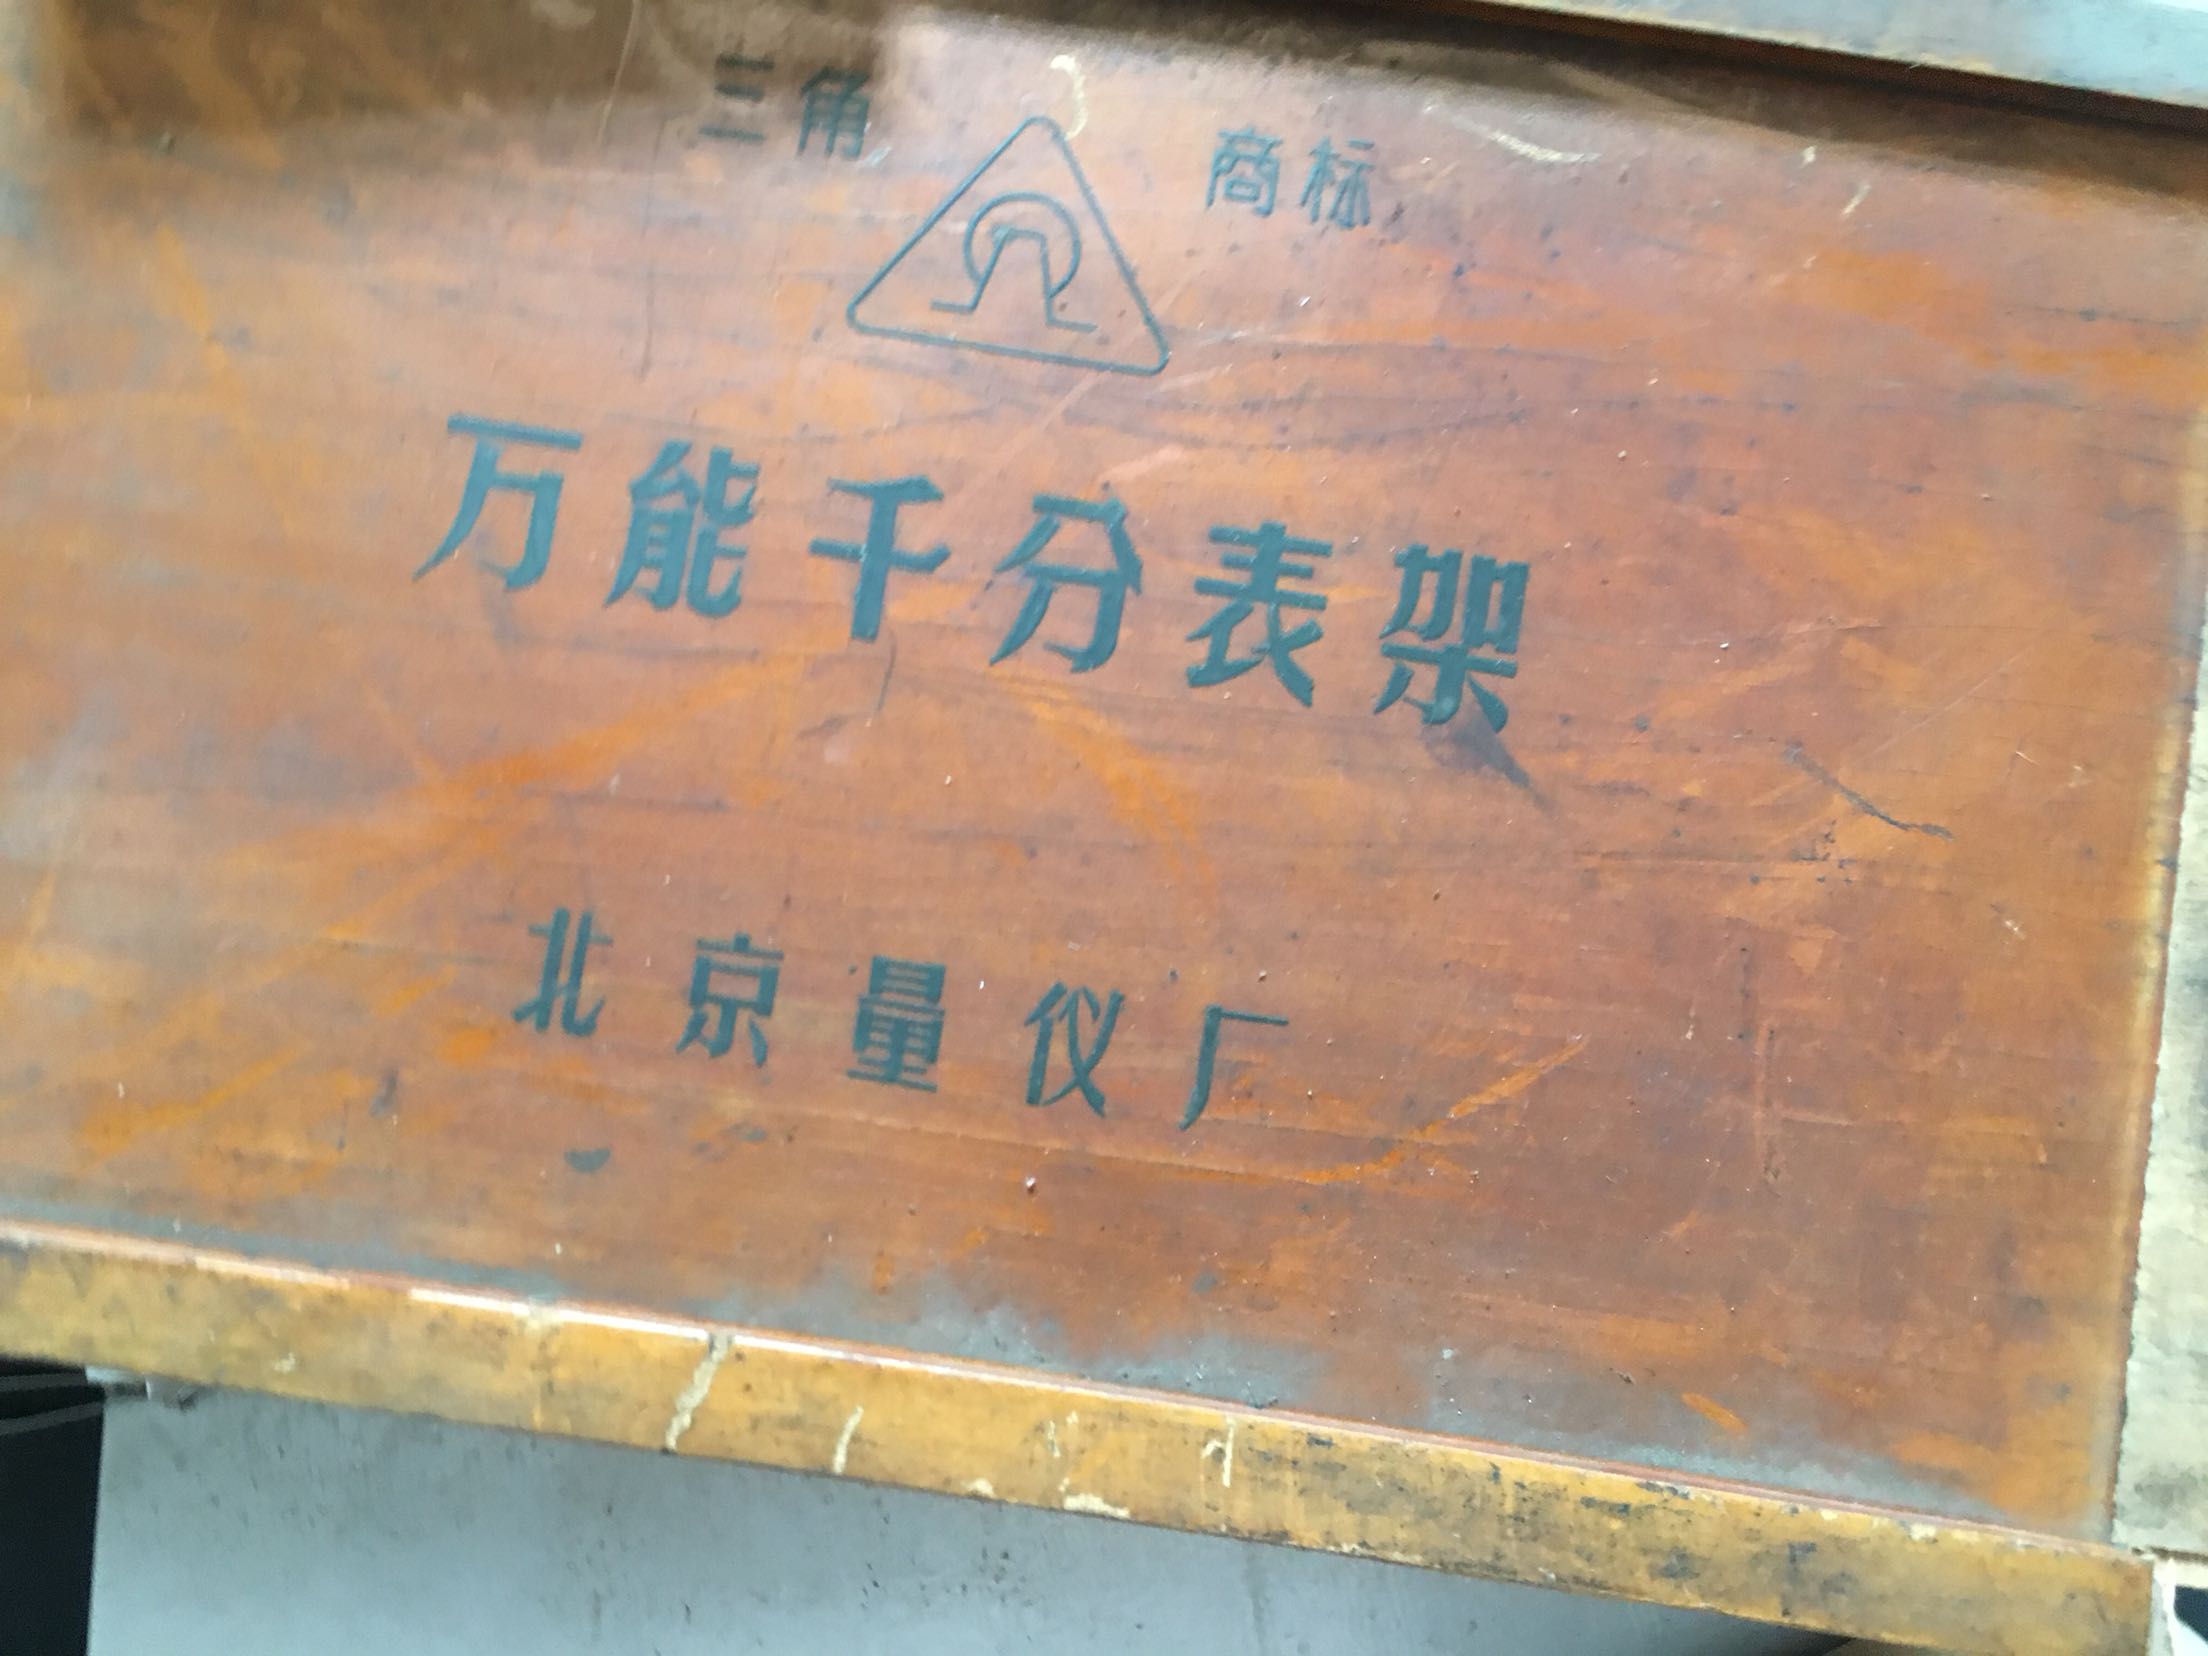 三角 商标
万能千分表架
北京量仪厂